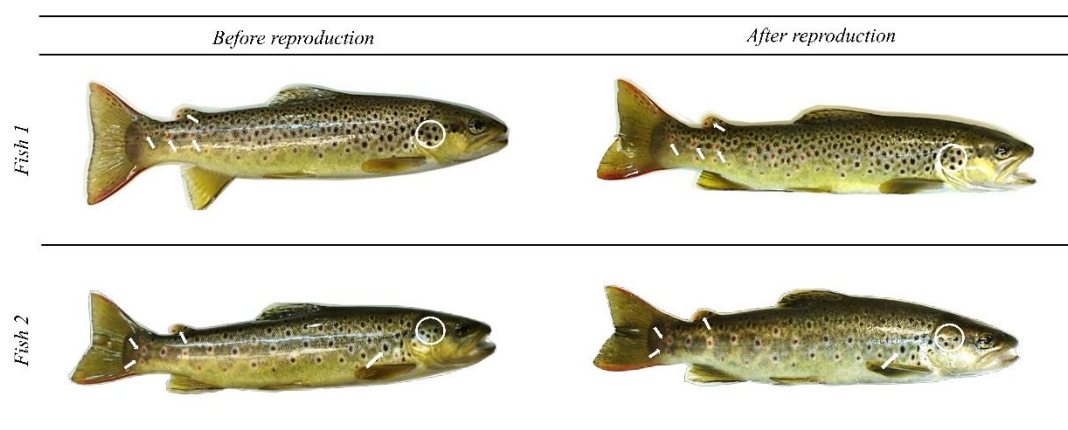 Before reproduction
After reproduction
Fish 1
Fish 2